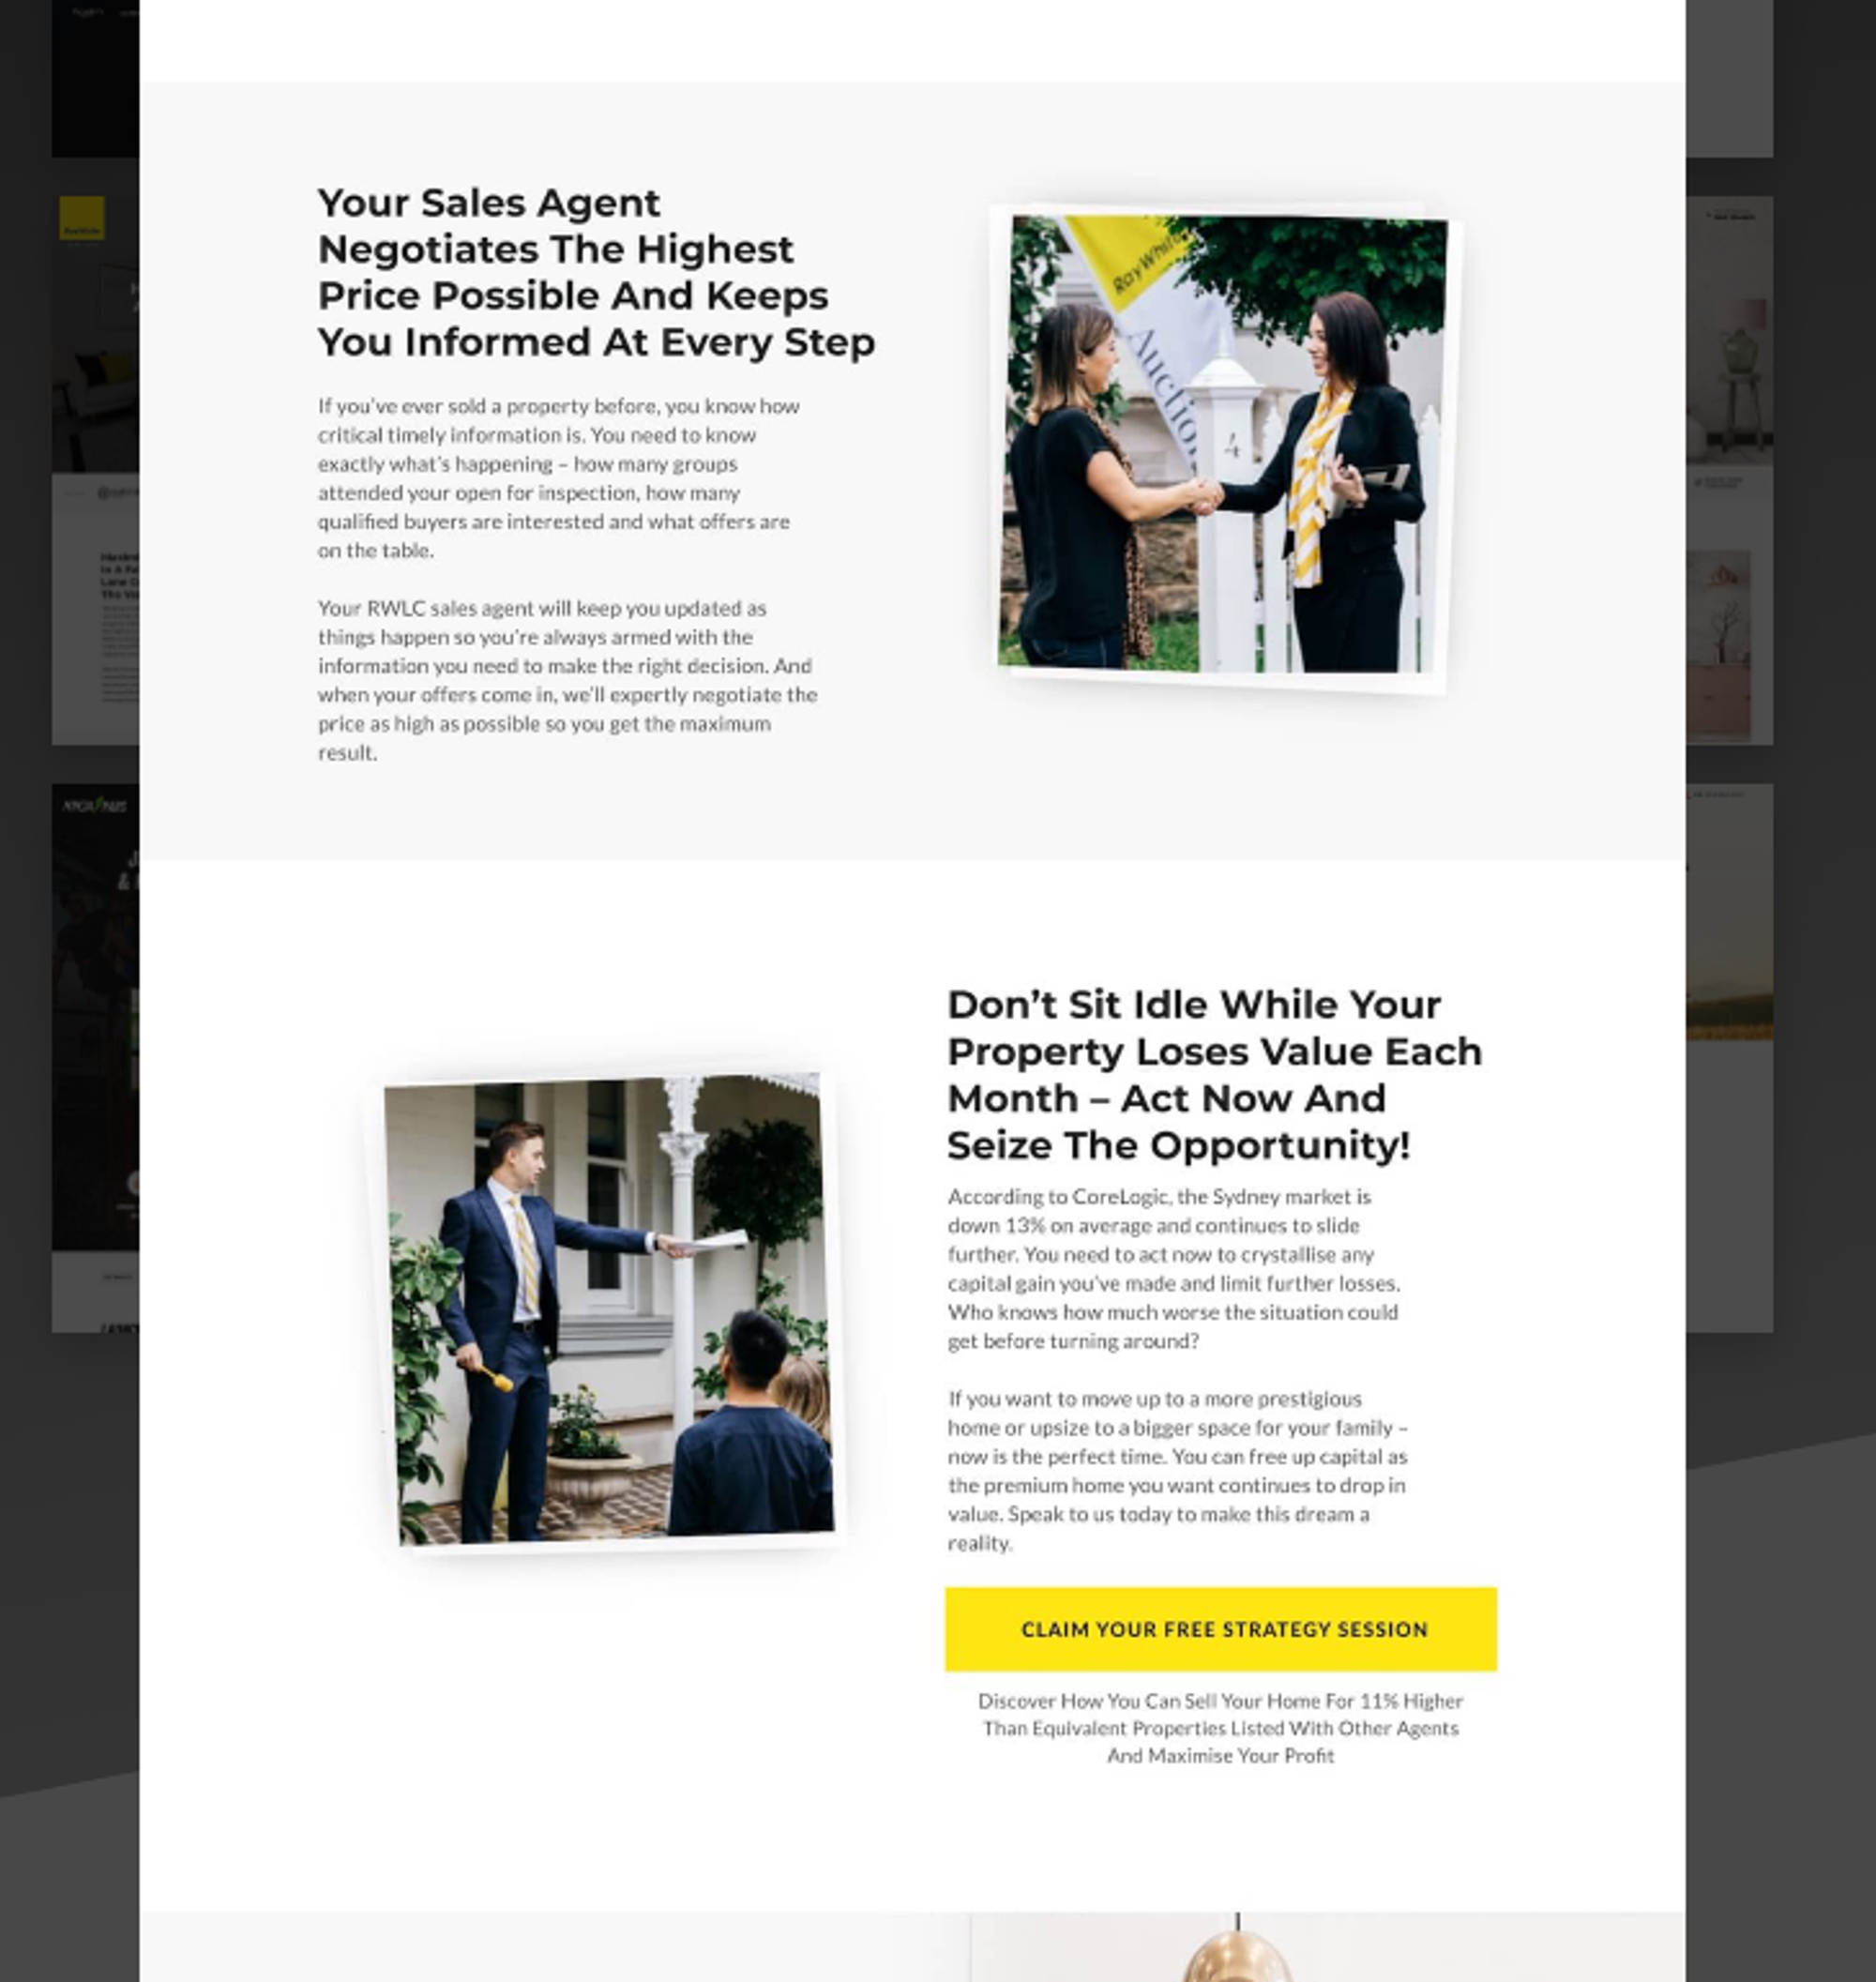 Your Sales Agent
Negotiates The Highest
Price Possible And Keeps
You Informed At Every Step
If you've ever sold a property before, you know how
critical timely information is. You need to know
exactly what's happening – how many groups
attended your open for inspection, how many
qualified buyers are interested and what offers are
on the table.
Your RWLC sales agent will keep you updated as
things happen so you're always armed with the
information you need to make the right decision. And
when your offers come in, we'll expertly negotiate the
price as high as possible so you get the maximum
result.
RayWhite
Auction
4
Don't Sit Idle While Your
Property Loses Value Each
Month – Act Now And
Seize The Opportunity!
According to CoreLogic, the Sydney market is
down 13% on average and continues to slide
further. You need to act now to crystallise any
capital gain you've made and limit further losses.
Who knows how much worse the situation could
get before turning around?
If you want to move up to a more prestigious
home or upsize to a bigger space for your family –
now is the perfect time. You can free up capital as
the premium home you want continues to drop in
value. Speak to us today to make this dream a
reality.
CLAIM YOUR FREE STRATEGY SESSION
Discover How You Can Sell Your Home For 11% Higher
Than Equivalent Properties Listed With Other Agents
And Maximise Your Profit